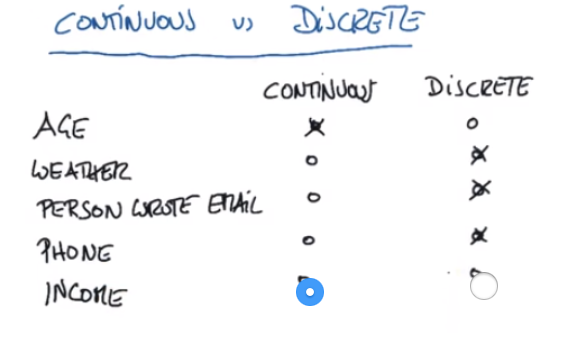 CONTINUOUS vs DISCRETE
CONTINUOUS DISCRETE
AGE
WEATHER
PERSON WROTE EMAIL
PHONE
INCOME